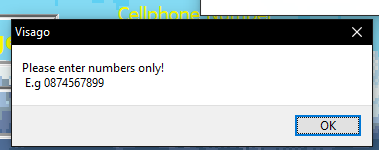 Cellphone Number
Visago
Please enter numbers only!
E.g 0874567899
OK